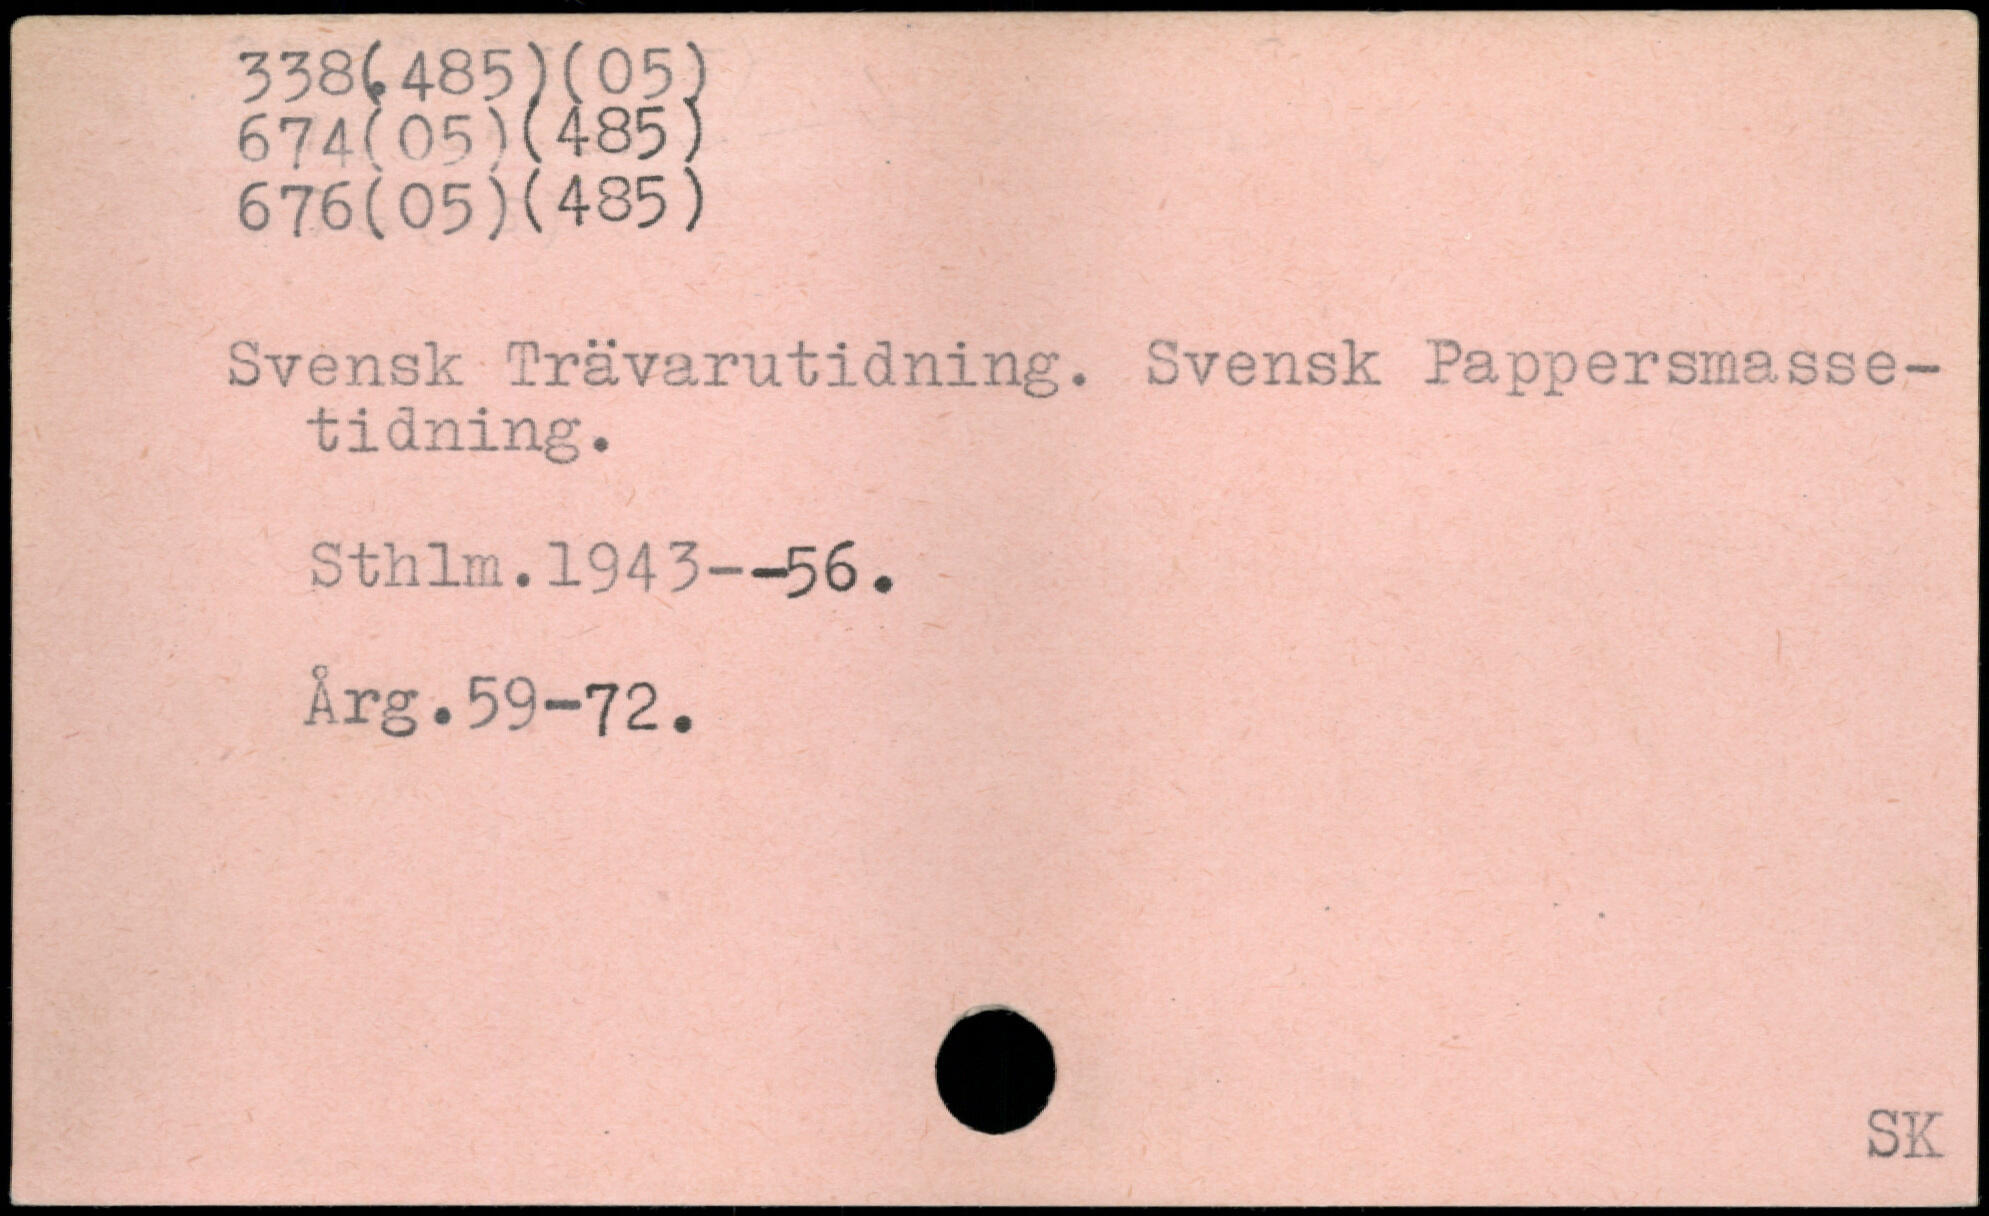 338(485)(05)
674(05)(485)
676(05)(485)
Svensk Trävarutidning. Svensk Pappersmasse-
tidning.
Sthlm.1943--56.
Årg.59-72.
SK